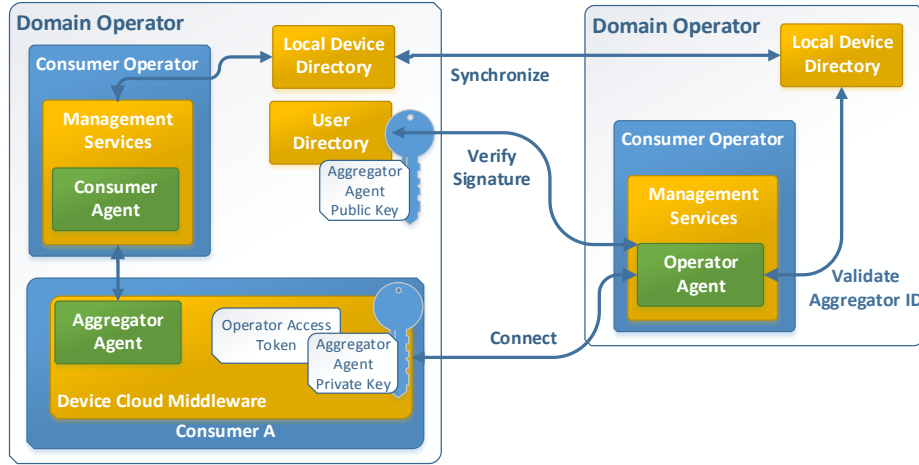 Domain Operator
Consumer Operator
Management
Services
Consumer
Agent
Local Device
Directory
User
Directory
Aggregator
Agent
Public Key
Aggregator
Agent
Operator Access
Token
Aggregator
Agent
Private Key
Device Cloud Middleware
Consumer A
Synchronize
Verify
Signature
Connect
Domain Operator
Local Device
Directory
Consumer Operator
Management
Services
Operator
Agent
Validate
Aggregator ID